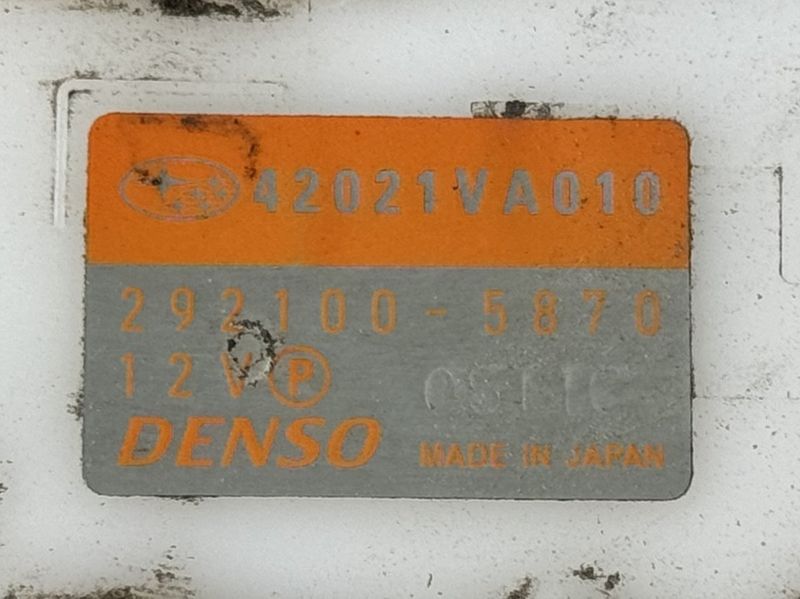 42021VA010
292100-5870
12V P
DENSO
MADE IN JAPAN